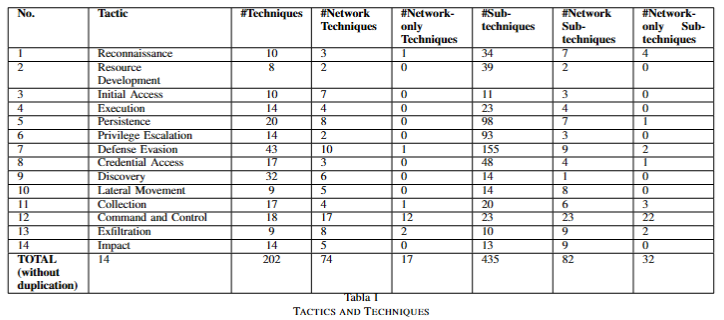 No. Tactic #Techniques #Network Techniques #Network-only Techniques #Sub-techniques #Network Sub-techniques #Network-only Sub-techniques
1 Reconnaissance 10 3 1 34 7 4
2 Resource Development 8 2 0 39 2 0
3 Initial Access 10 7 0 11 3 0
4 Execution 14 4 0 23 4 0
5 Persistence 20 8 0 98 7 1
6 Privilege Escalation 14 2 0 93 3 0
7 Defense Evasion 43 10 1 155 9 2
8 Credential Access 17 3 0 48 4 1
9 Discovery 32 6 0 14 1 0
10 Lateral Movement 9 5 0 14 8 0
11 Collection 17 4 1 20 6 3
12 Command and Control 18 17 12 23 23 22
13 Exfiltration 9 8 2 10 9 2
14 Impact 14 5 0 13 9 0
TOTAL (without duplication) 14 202 74 17 435 82 32
Tabla 1
TACTICS AND TECHNIQUES